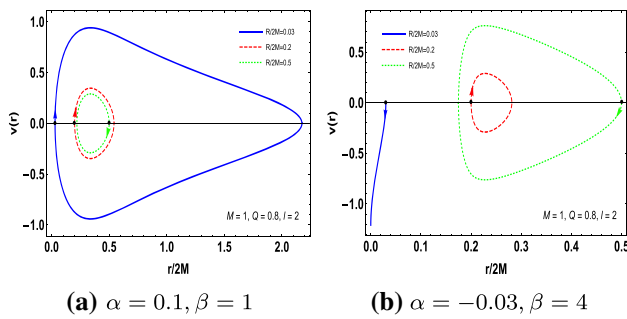 1.0
0.5
0.0
−0.5
−1.0
v(r)
R/2M=0.03
R/2M=0.2
R/2M=0.5
M = 1, Q = 0.8, l = 2
0.0 0.5 1.0 1.5 2.0
r/2M
(a) α = 0.1, β = 1
0.5
0.0
−0.5
−1.0
v(r)
R/2M=0.03
R/2M=0.2
R/2M=0.5
M = 1, Q = 0.8, l = 2
0.0 0.1 0.2 0.3 0.4 0.5
r/2M
(b) α = −0.03, β = 4